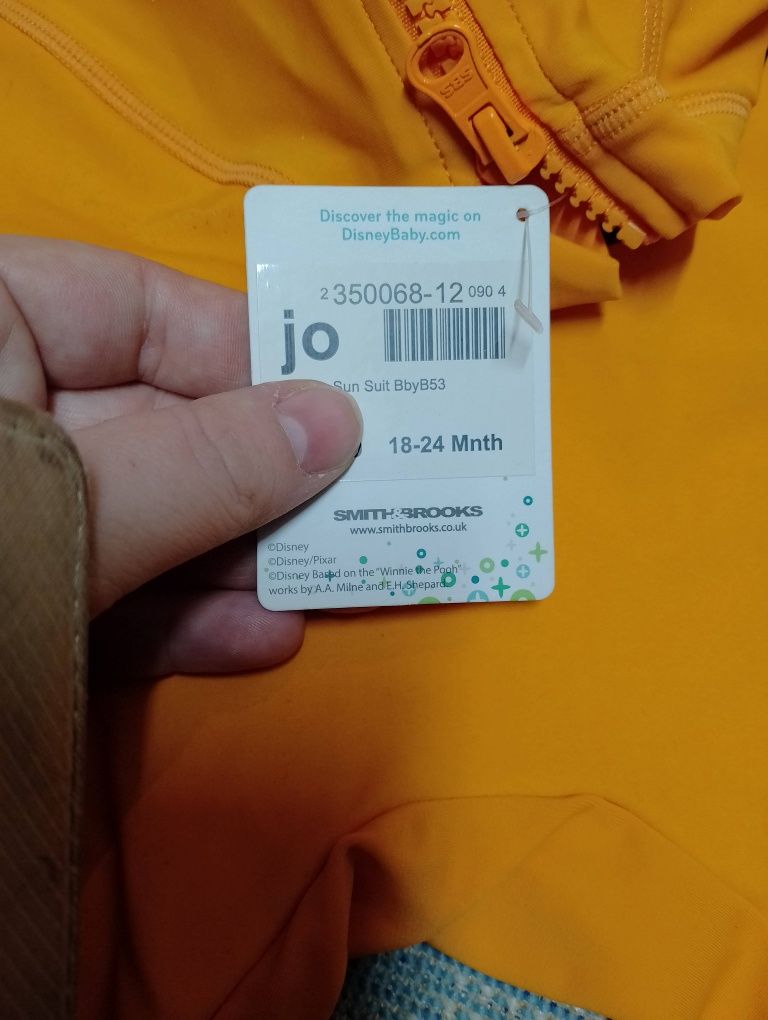 SBS
Discover the magic on
DisneyBaby.com
2 350068-12 090 4
jo
Sun Suit BbyB53
18-24 Mnth
SMITH&BROOKS
www.smithbrooks.co.uk
©Disney
©Disney/Pixar
©Disney Based on the "Winnie the Pooh"
works by A.A. Milne and E.H. Shepard.